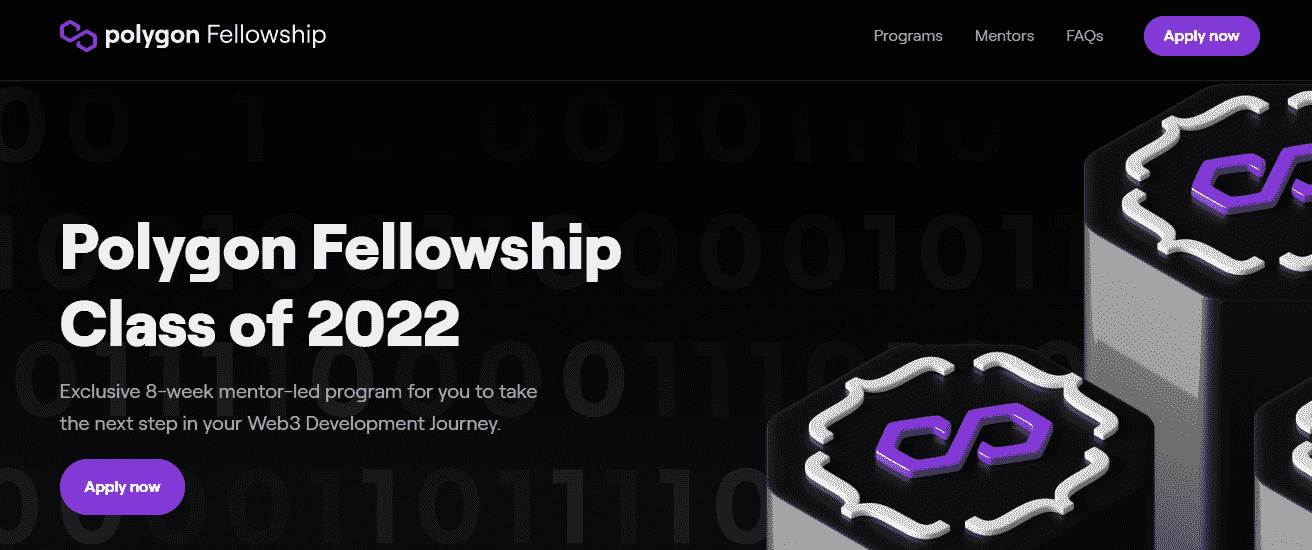 polygon Fellowship
Programs
Mentors
FAQs
Apply now
Polygon Fellowship
Class of 2022
Exclusive 8-week mentor-led program for you to take
the next step in your Web3 Development Journey.
Apply now